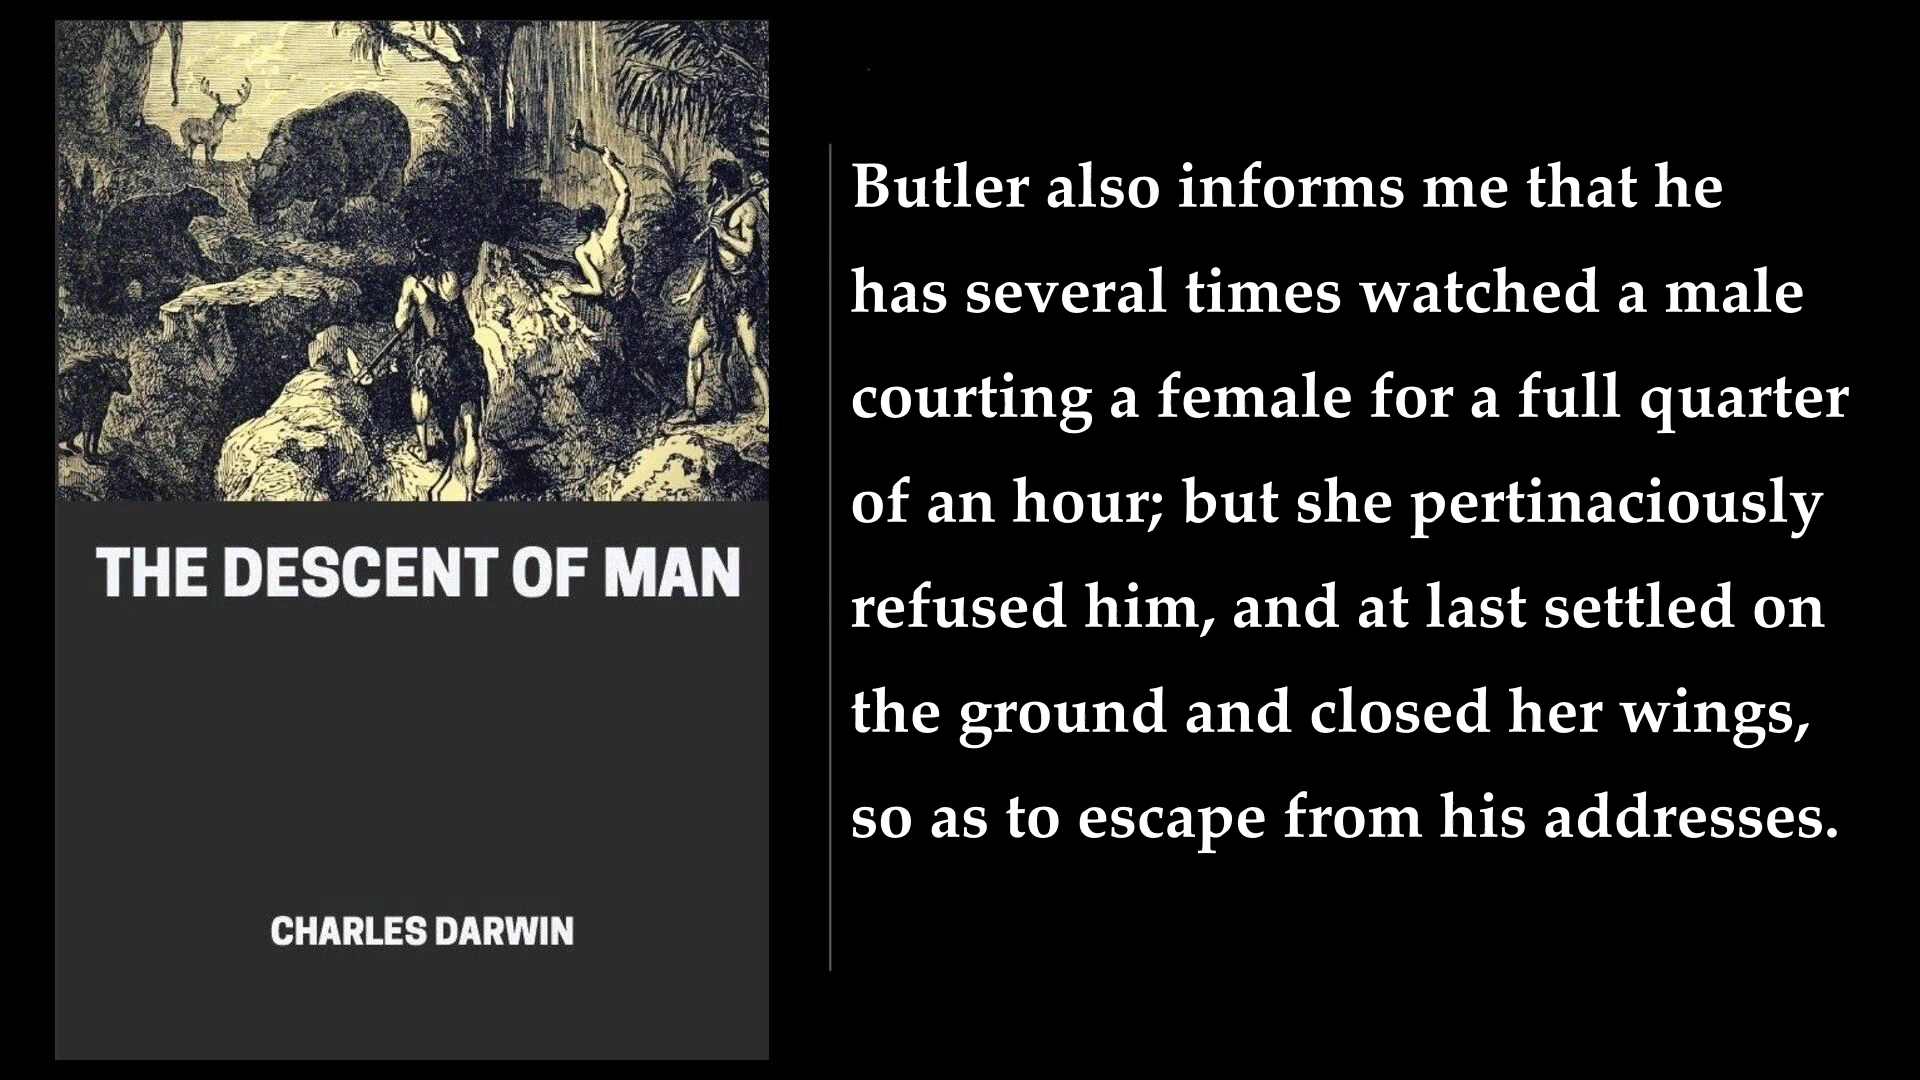 THE DESCENT OF MAN
CHARLES DARWIN
Butler also informs me that he
has several times watched a male
courting a female for a full quarter
of an hour; but she pertinaciously
refused him, and at last settled on
the ground and closed her wings,
so as to escape from his addresses.